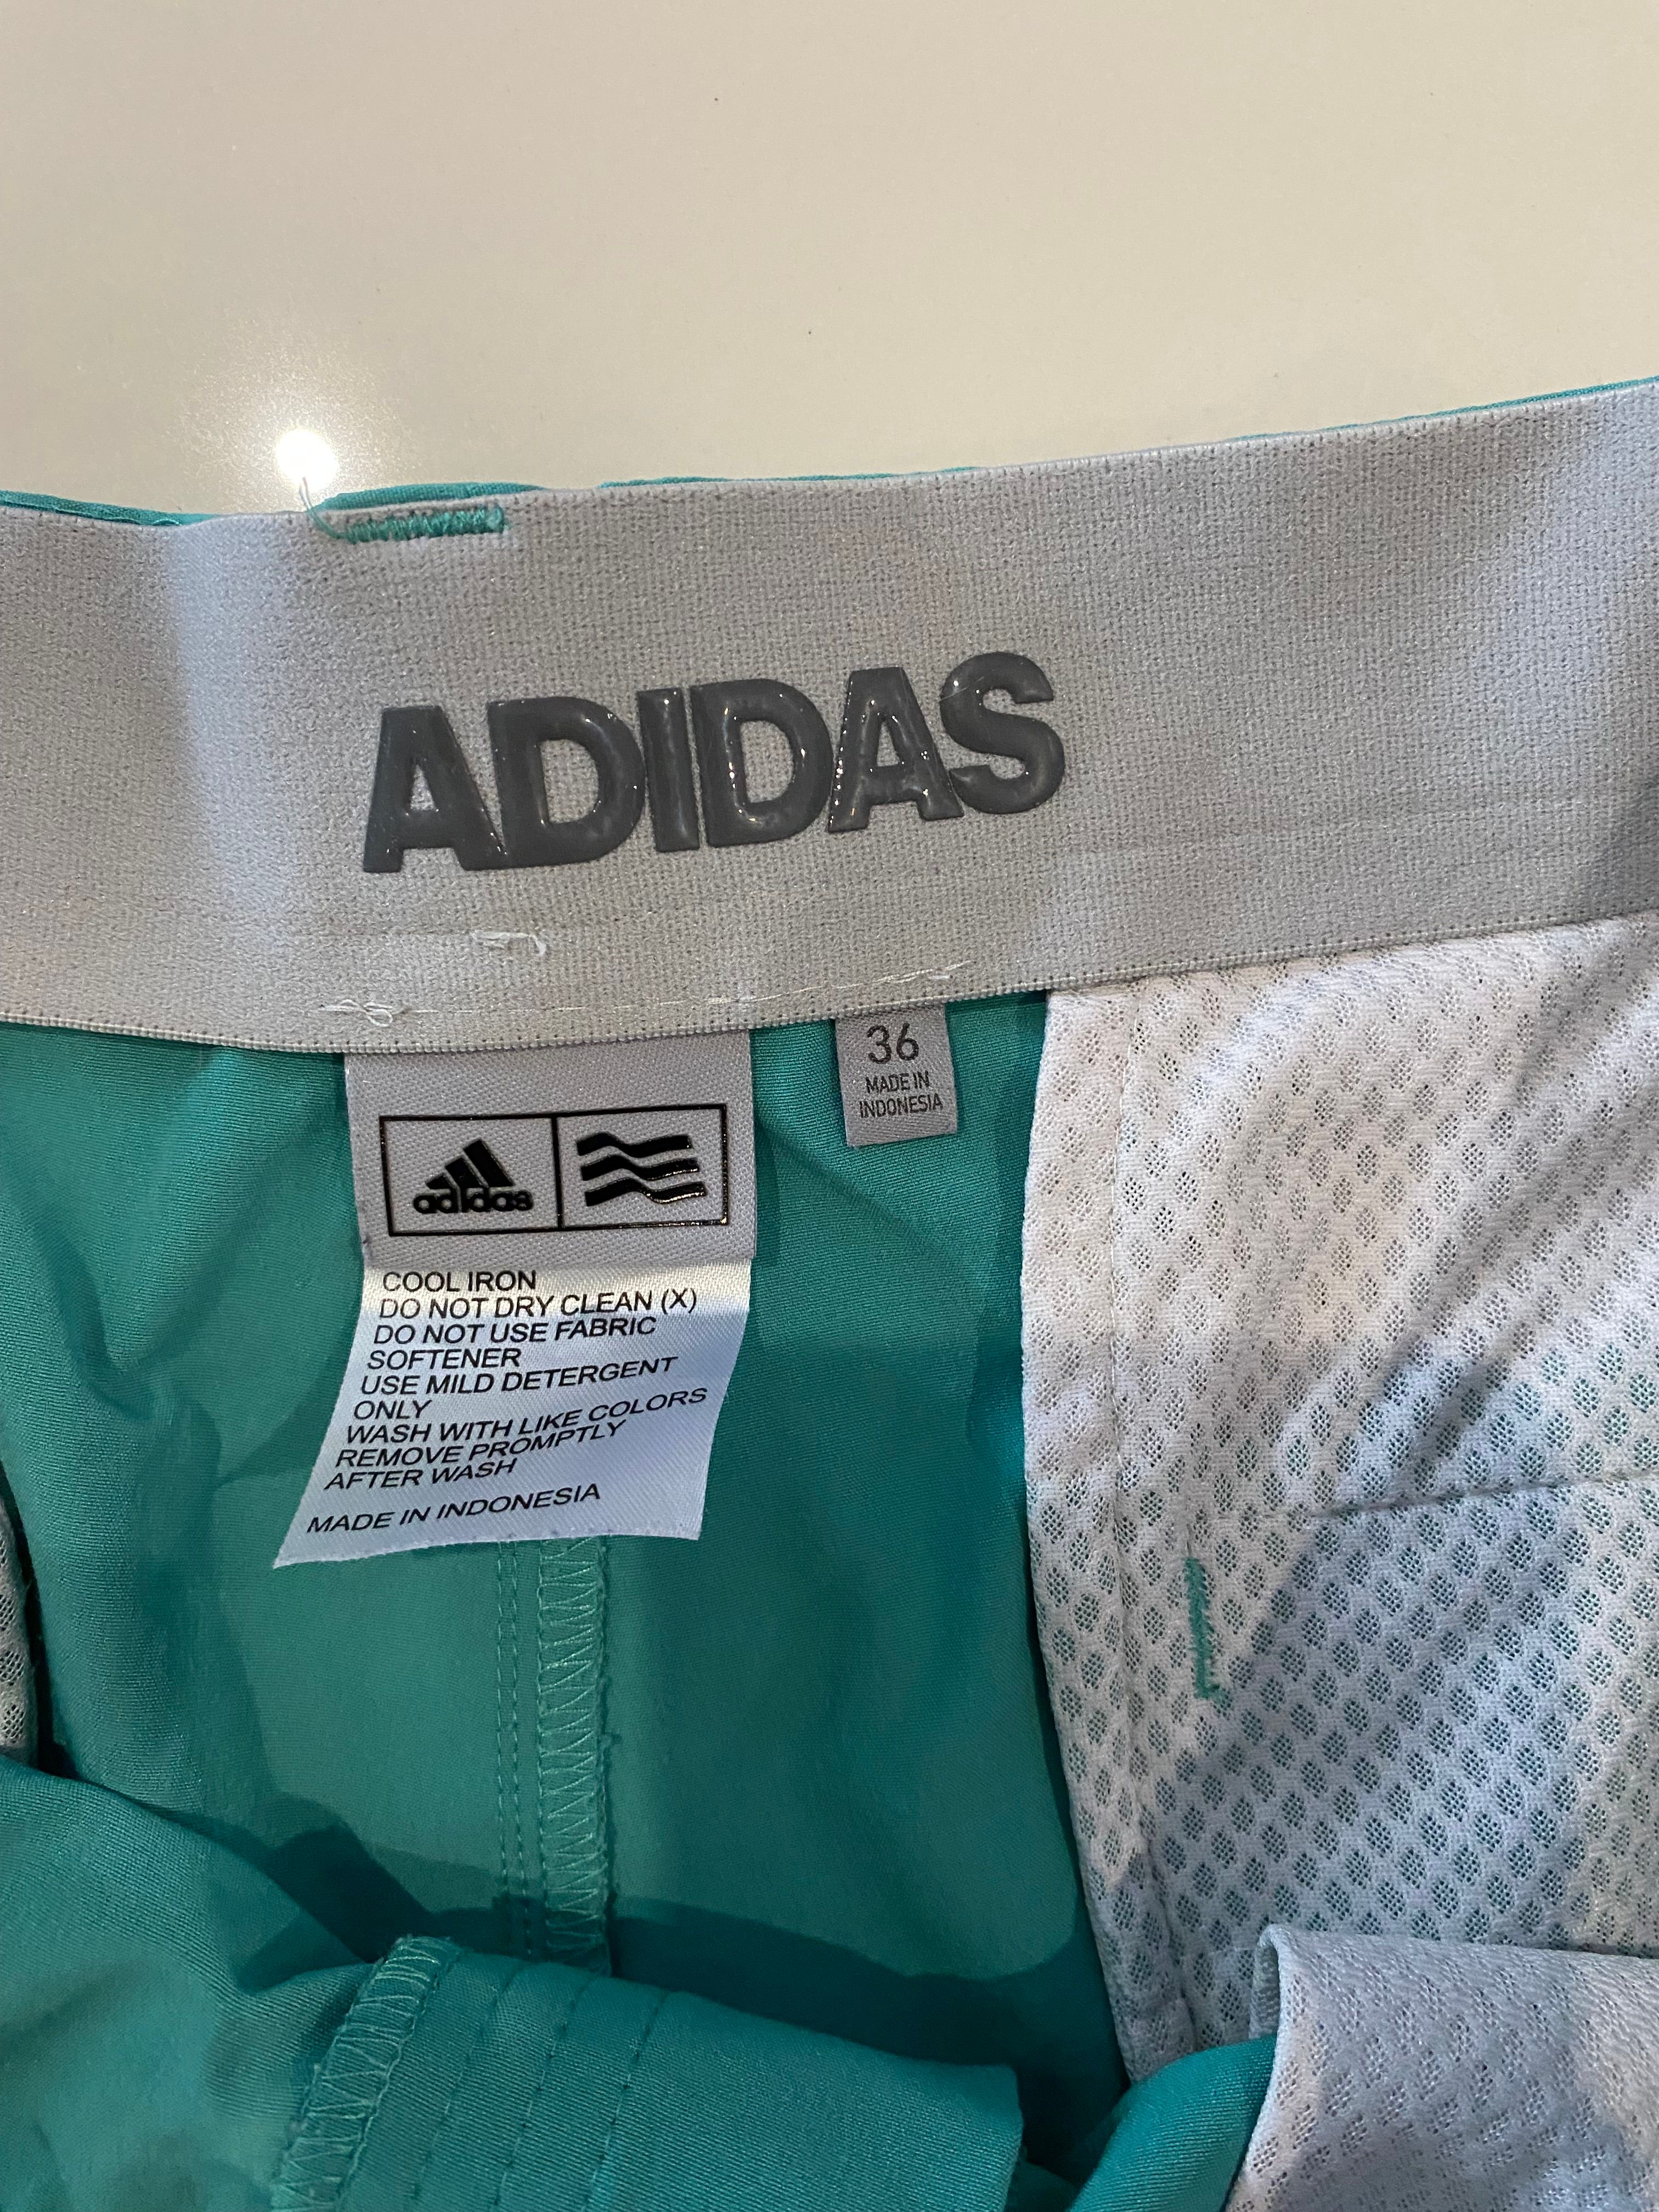 ADIDAS
36
MADE IN
INDONESIA
adidas
COOL IRON
DO NOT DRY CLEAN (X)
DO NOT USE FABRIC
SOFTENER
USE MILD DETERGENT
ONLY
WASH WITH LIKE COLORS
REMOVE PROMPTLY
AFTER WASH
MADE IN INDONESIA